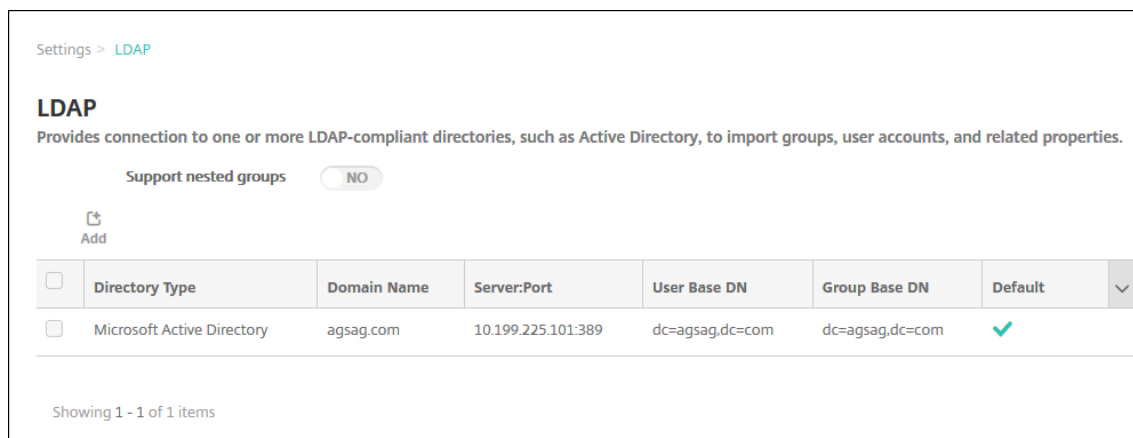 Settings > LDAP
LDAP
Provides connection to one or more LDAP-compliant directories, such as Active Directory, to import groups, user accounts, and related properties.
Support nested groups NO
Add
Directory Type Domain Name Server:Port User Base DN Group Base DN Default
Microsoft Active Directory agsag.com 10.199.225.101:389 dc=agsag,dc=com dc=agsag,dc=com
Showing 1 - 1 of 1 items